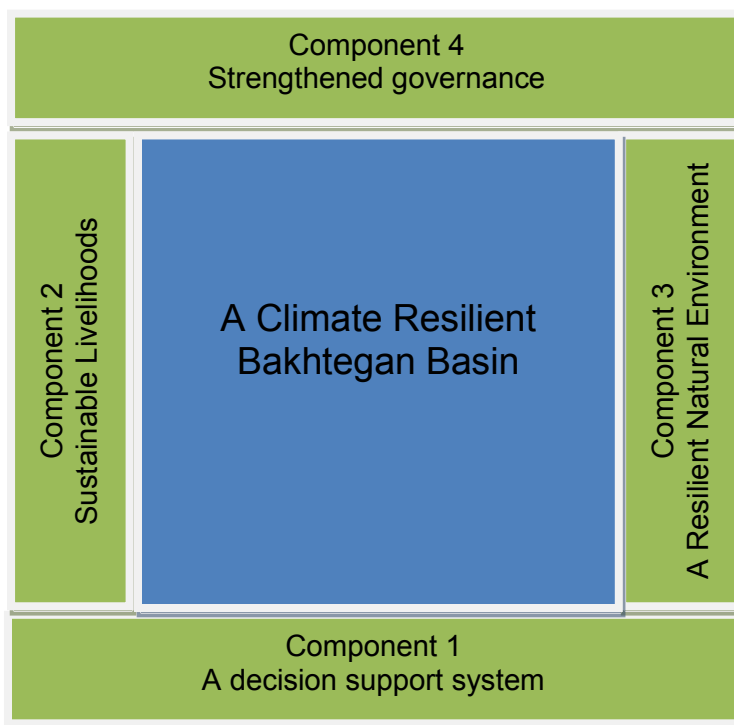 Component 4
Strengthened governance
Component 2
Sustainable Livelihoods
A Climate Resilient
Bakhtegan Basin
Component 3
A Resilient Natural Environment
Component 1
A decision support system